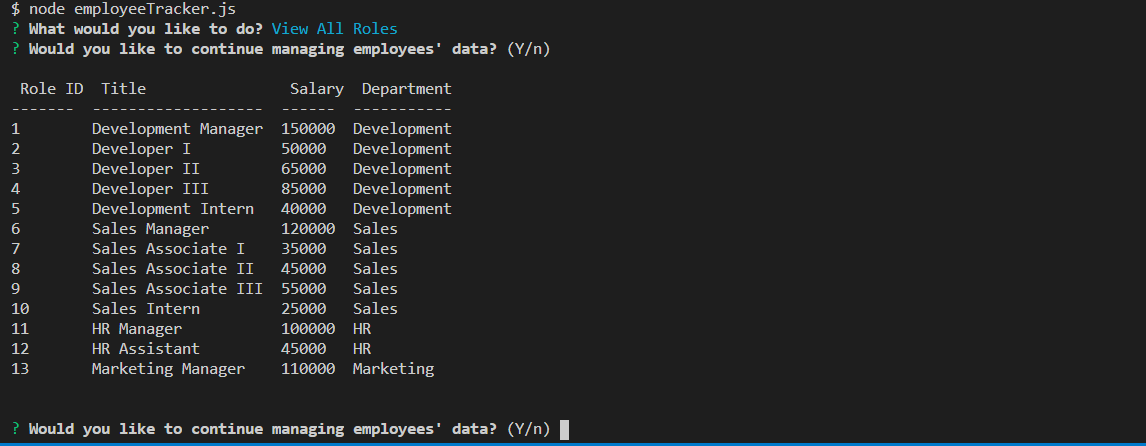 $ node employeeTracker.js
? What would you like to do? View All Roles
? Would you like to continue managing employees' data? (Y/n)
Role ID  Title                Salary  Department
-------  -------------------  ------  -----------
1        Development Manager  150000  Development
2        Developer I          50000   Development
3        Developer II         65000   Development
4        Developer III        85000   Development
5        Development Intern   40000   Development
6        Sales Manager        120000  Sales
7        Sales Associate I    35000   Sales
8        Sales Associate II   45000   Sales
9        Sales Associate III  55000   Sales
10       Sales Intern         25000   Sales
11       HR Manager           100000  HR
12       HR Assistant         45000   HR
13       Marketing Manager    110000  Marketing
? Would you like to continue managing employees' data? (Y/n)